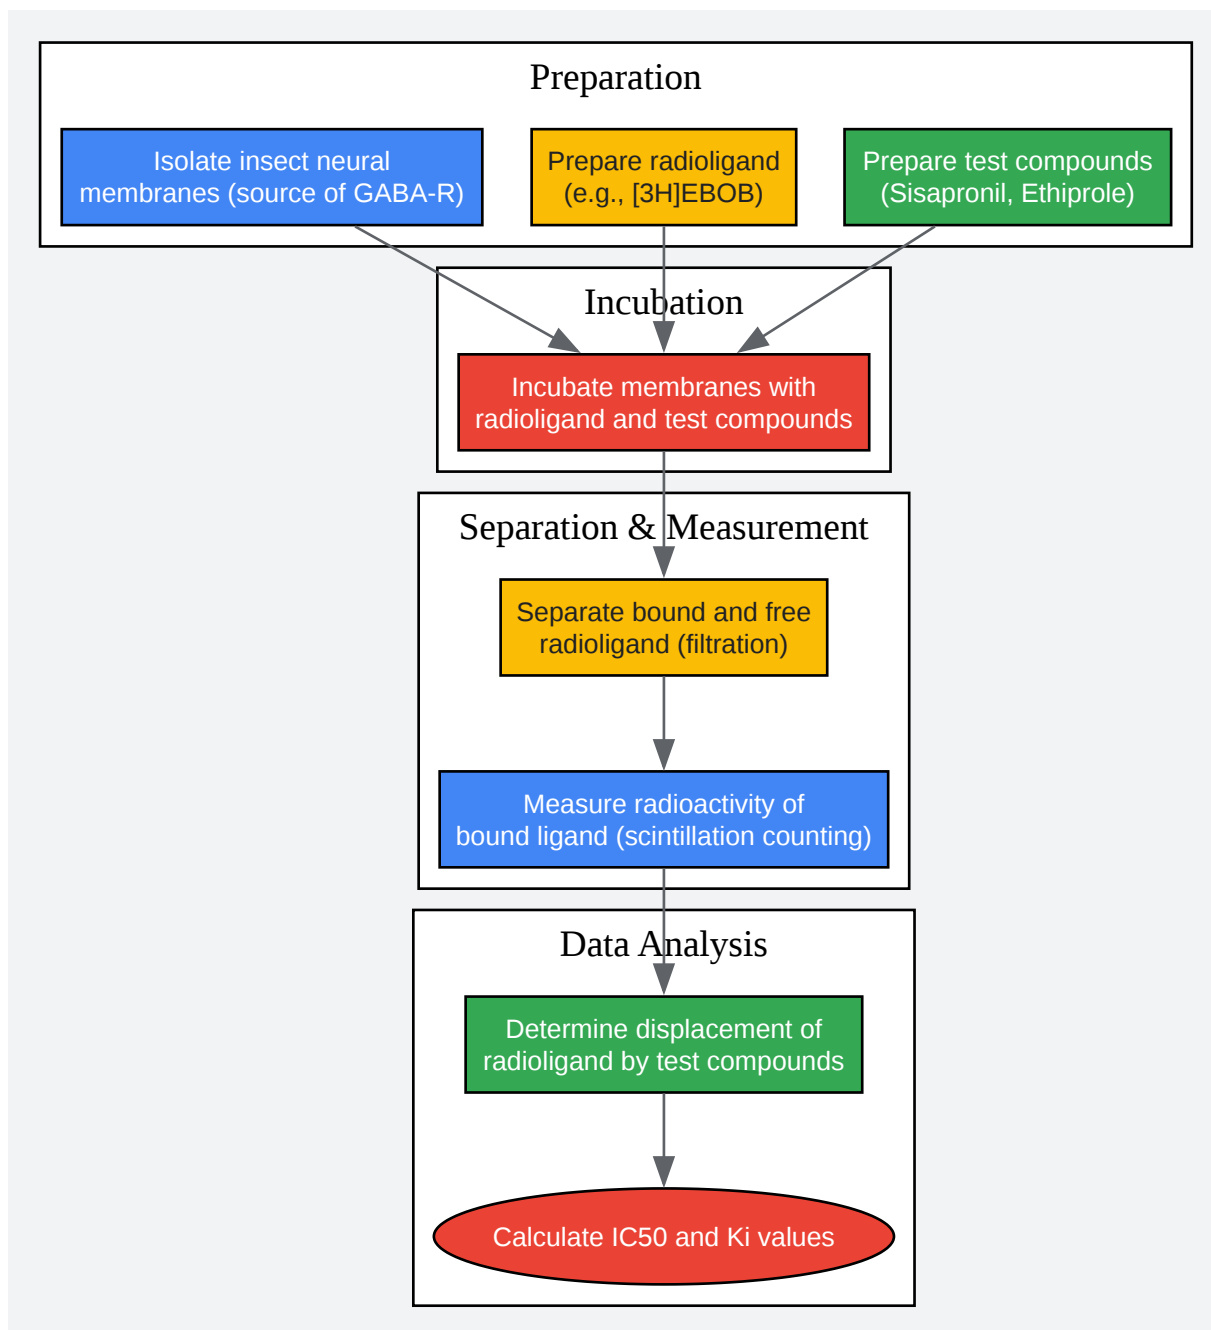 Preparation
Isolate insect neural
membranes (source of GABA-R)
Prepare radioligand
(e.g., [3H]EBOB)
Prepare test compounds
(Sisapronil, Ethiprole)
Incubation
Incubate membranes with
radioligand and test compounds
Separation & Measurement
Separate bound and free
radioligand (filtration)
Measure radioactivity of
bound ligand (scintillation counting)
Data Analysis
Determine displacement of
radioligand by test compounds
Calculate IC50 and Ki values